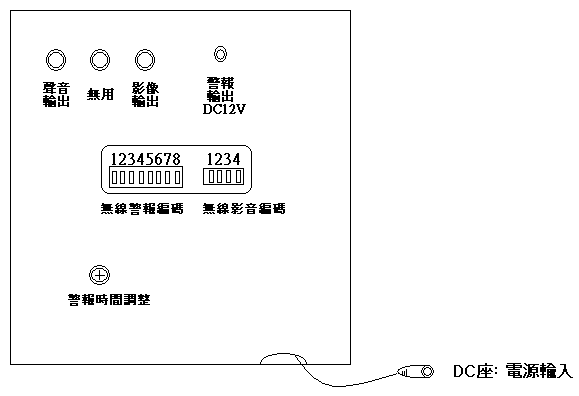 聲音
輸出
無用
影像
輸出
警報
輸出
DC12V
12345678
1234
無線警報編碼
無線影音編碼
警報時間調整
DC座: 電源輸入